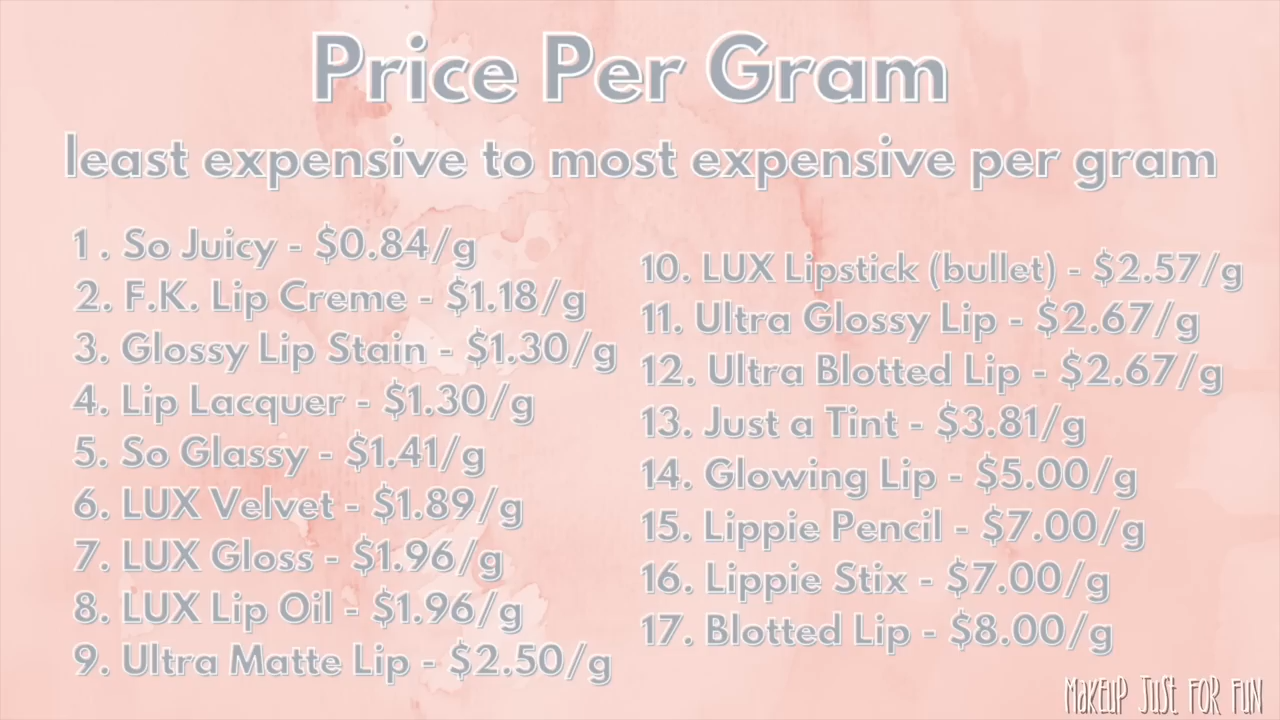 Price Per Gram
least expensive to most expensive per gram
1 . So Juicy - $0.84/g
2. F.K. Lip Creme - $1.18/g
3. Glossy Lip Stain - $1.30/g
4. Lip Lacquer - $1.30/g
5. So Glassy - $1.41/g
6. LUX Velvet - $1.89/g
7. LUX Gloss - $1.96/g
8. LUX Lip Oil - $1.96/g
9. Ultra Matte Lip - $2.50/g
10. LUX Lipstick (bullet) - $2.57/g
11. Ultra Glossy Lip - $2.67/g
12. Ultra Blotted Lip - $2.67/g
13. Just a Tint - $3.81/g
14. Glowing Lip - $5.00/g
15. Lippie Pencil - $7.00/g
16. Lippie Stix - $7.00/g
17. Blotted Lip - $8.00/g
MAKEUP JUST FOR FUN